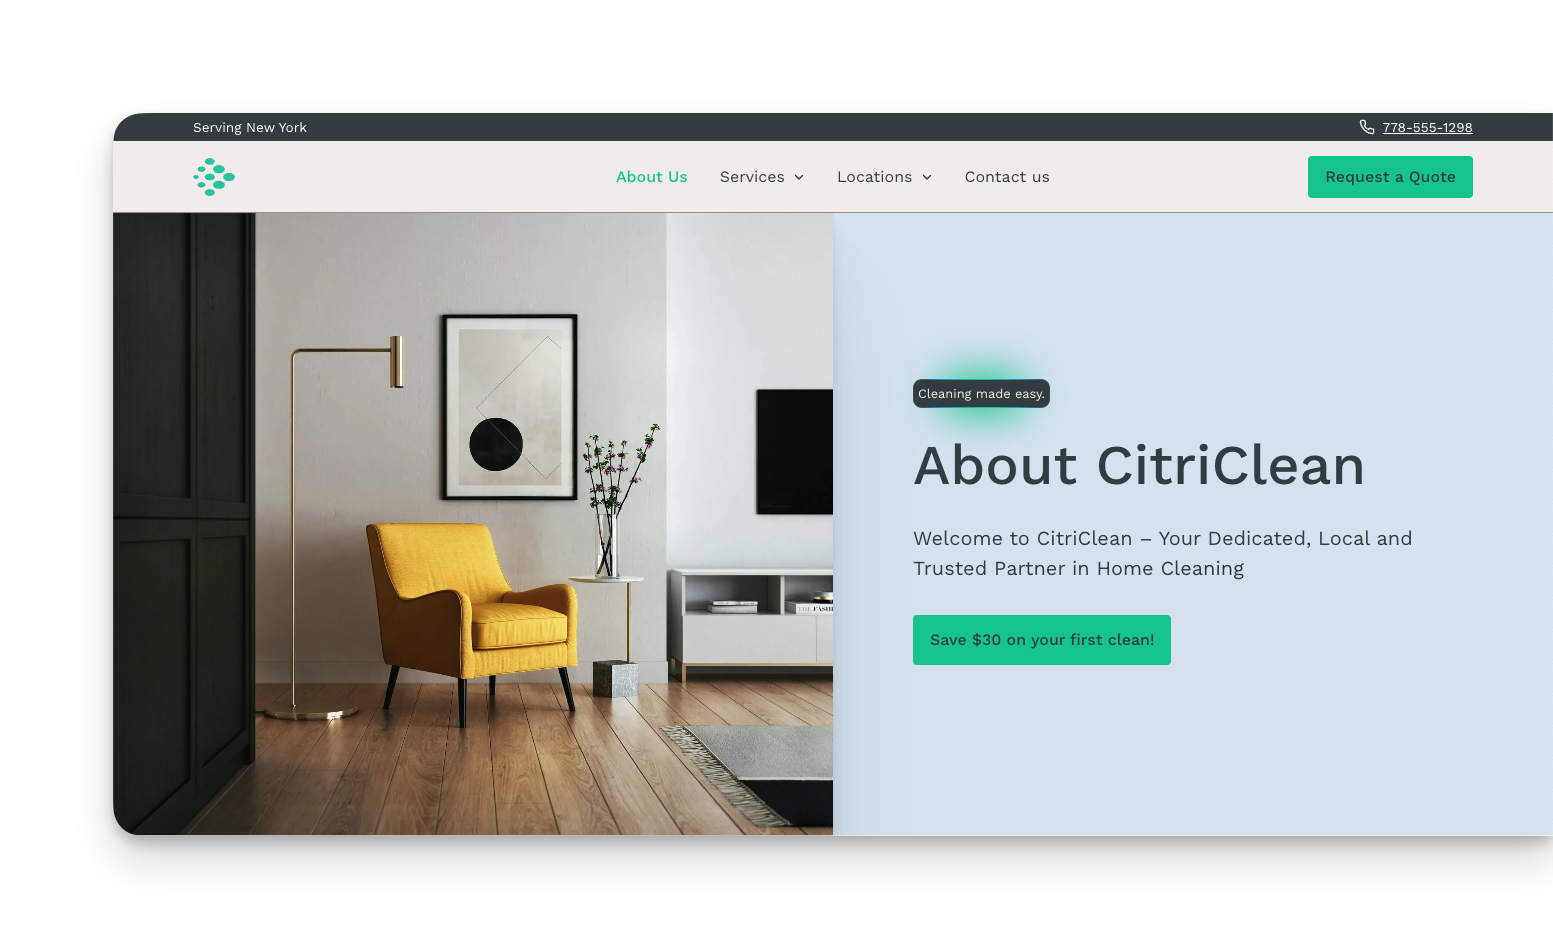 Serving New York
778-555-1298
About Us
Services
Locations
Contact us
Request a Quote
Cleaning made easy.
About CitriClean
Welcome to CitriClean – Your Dedicated, Local and
Trusted Partner in Home Cleaning
Save $30 on your first clean!